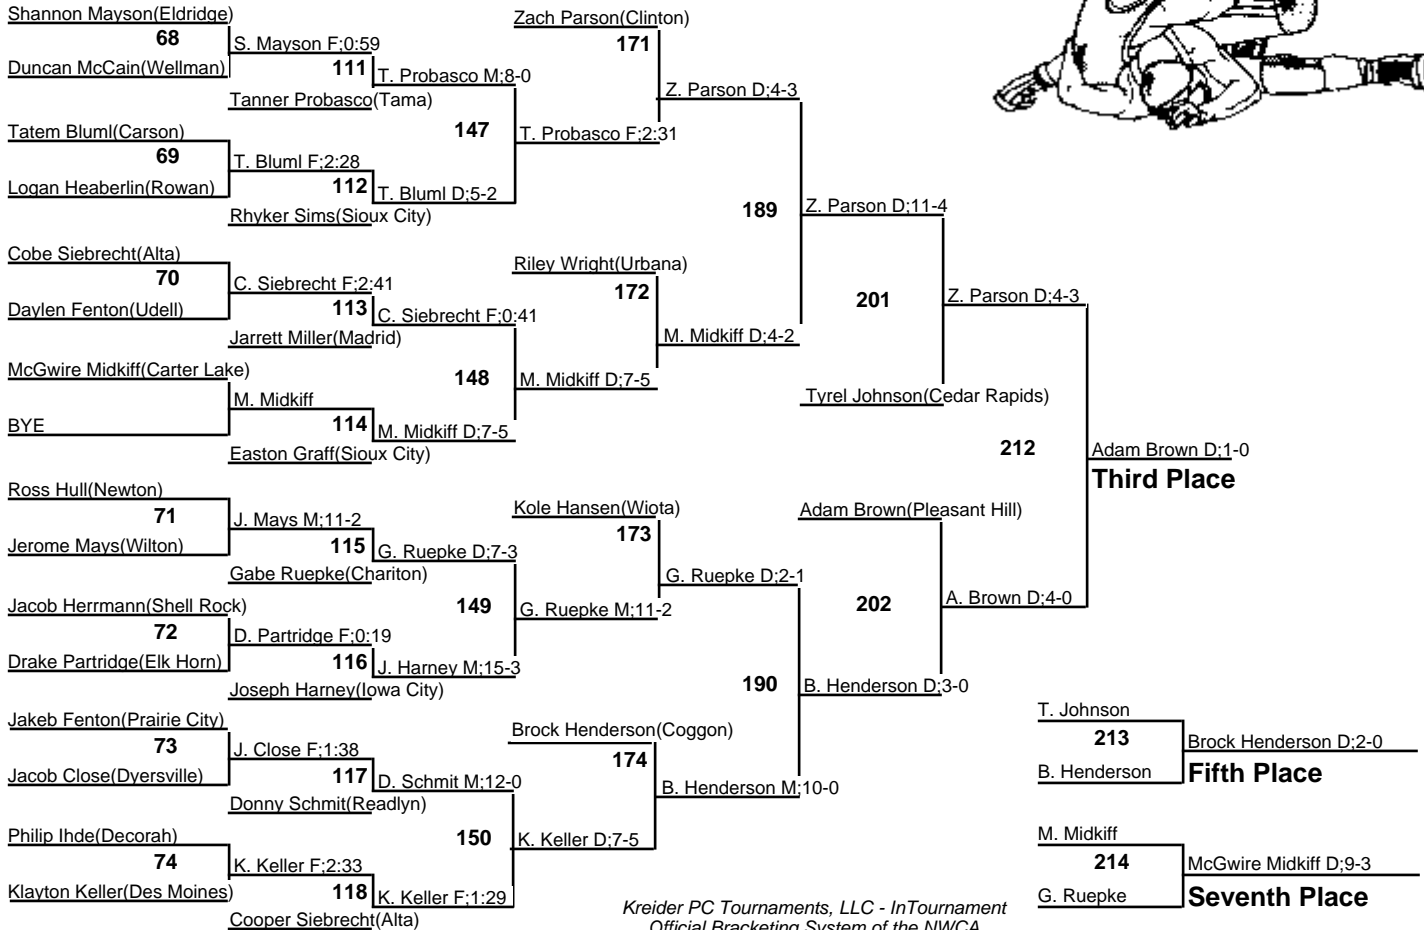 Shannon Mayson(Eldridge)
68
Duncan McCain(Wellman)
S. Mayson F;0:59
111
Tanner Probasco(Tama)
T. Probasco M;8-0
Tatem Bluml(Carson)
69
Logan Heaberlin(Rowan)
T. Bluml F;2:28
112
Rhyker Sims(Sioux City)
T. Bluml D;5-2
147
T. Probasco F;2:31
Zach Parson(Clinton)
171
Z. Parson D;4-3
Cobe Siebrecht(Alta)
70
Daylen Fenton(Udell)
C. Siebrecht F;2:41
113
Jarrett Miller(Madrid)
C. Siebrecht F;0:41
McGwire Midkiff(Carter Lake)
BYE
M. Midkiff
114
Easton Graff(Sioux City)
M. Midkiff D;7-5
148
M. Midkiff D;7-5
Riley Wright(Urbana)
172
M. Midkiff D;4-2
189
Z. Parson D;11-4
201
Tyrel Johnson(Cedar Rapids)
Z. Parson D;4-3
Ross Hull(Newton)
71
Jerome Mays(Wilton)
J. Mays M;11-2
115
Gabe Ruepke(Chariton)
G. Ruepke D;7-3
Jacob Herrmann(Shell Rock)
72
Drake Partridge(Elk Horn)
D. Partridge F;0:19
116
Joseph Harney(Iowa City)
J. Harney M;15-3
149
G. Ruepke M;11-2
Kole Hansen(Wiota)
173
G. Ruepke D;2-1
Jakeb Fenton(Prairie City)
73
Jacob Close(Dyersville)
J. Close F;1:38
117
Donny Schmit(Readlyn)
D. Schmit M;12-0
Philip Ihde(Decorah)
74
Klayton Keller(Des Moines)
K. Keller F;2:33
118
Cooper Siebrecht(Alta)
K. Keller F;1:29
150
K. Keller D;7-5
Brock Henderson(Coggon)
174
B. Henderson M;10-0
190
B. Henderson D;3-0
Adam Brown(Pleasant Hill)
202
A. Brown D;4-0
212
Adam Brown D;1-0
Third Place
T. Johnson
213
B. Henderson
Brock Henderson D;2-0
Fifth Place
M. Midkiff
214
G. Ruepke
McGwire Midkiff D;9-3
Seventh Place
Kreider PC Tournaments, LLC - InTournament
Official Bracketing System of the NWCA